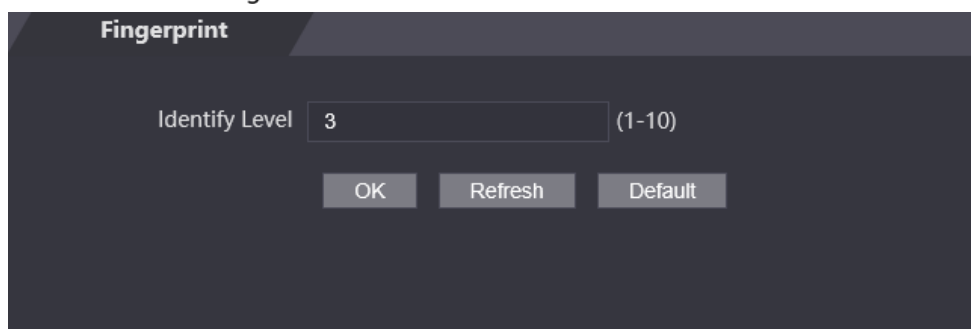 Fingerprint
Identify Level 3 (1-10)
OK Refresh Default